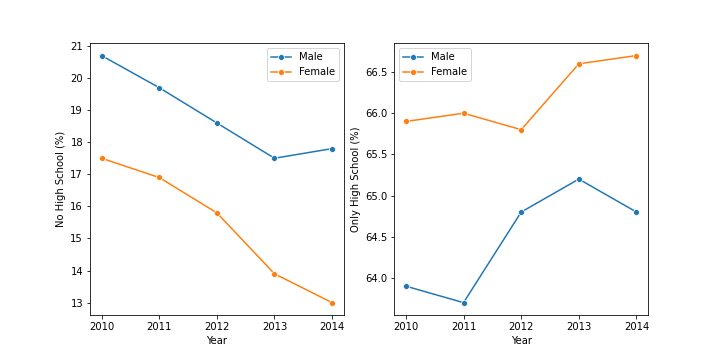 No High School (%)
21
20
19
18
17
16
15
14
13
2010 2011 2012 2013 2014
Year
Male
Female
Only High School (%)
66.5
66.0
65.5
65.0
64.5
64.0
2010 2011 2012 2013 2014
Year
Male
Female